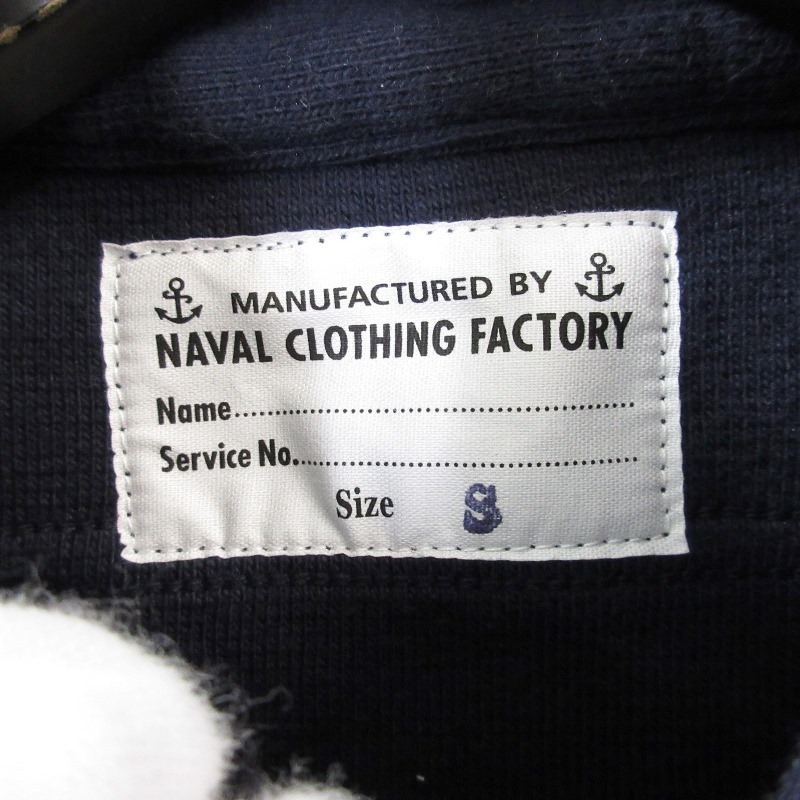 MANUFACTURED BY
NAVAL CLOTHING FACTORY
Name........................................................
Service No................................................
Size S